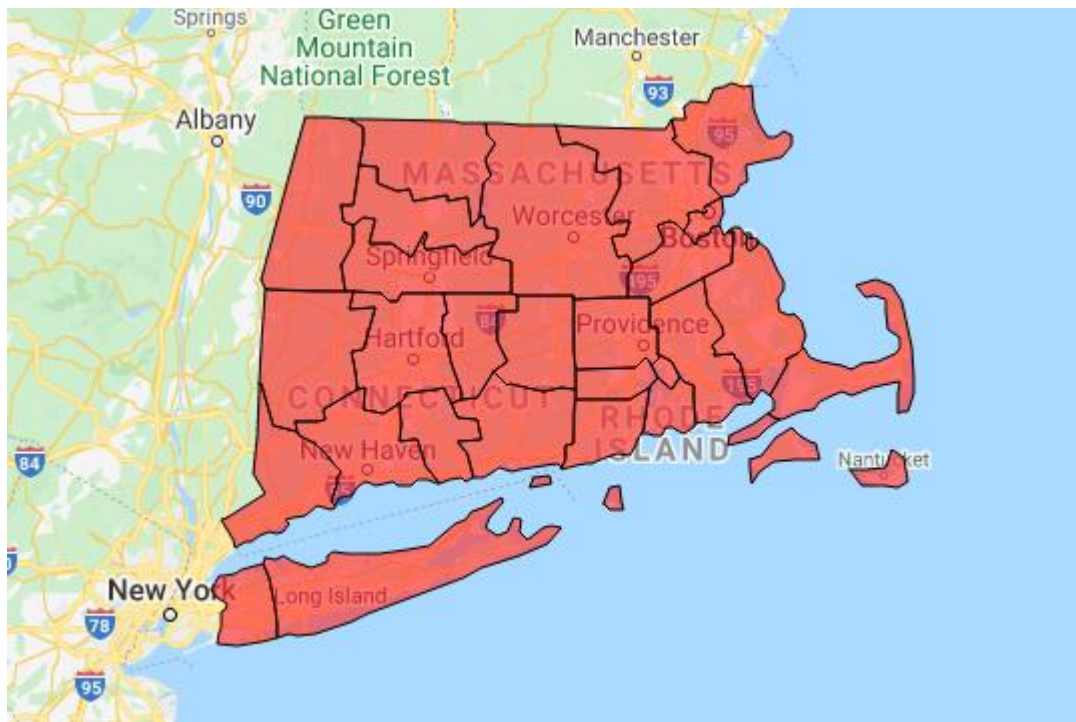 Springs
Green
Mountain
National Forest
Manchester
93
Albany
95
90
MASSACHUSETTS
Worcester
Boston
Springfield
195
84
Providence
Hartford
195
CONNECTICUT
RHODE
ISLAND
New Haven
Nantucket
84
95
New York
Long Island
78
95